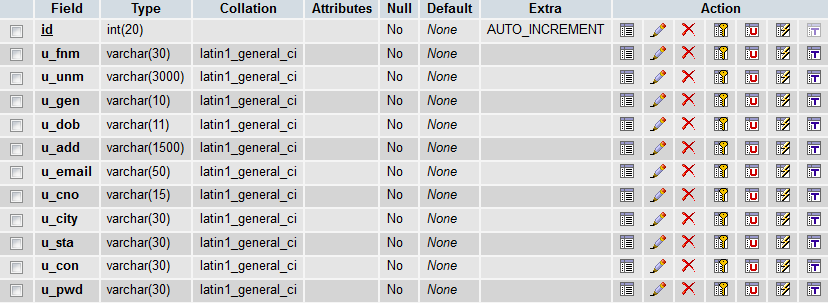 Field Type Collation Attributes Null Default Extra Action
id int(20) No None AUTO_INCREMENT
u_fnm varchar(30) latin1_general_ci No None
u_unm varchar(3000) latin1_general_ci No None
u_gen varchar(10) latin1_general_ci No None
u_dob varchar(11) latin1_general_ci No None
u_add varchar(1500) latin1_general_ci No None
u_email varchar(50) latin1_general_ci No None
u_cno varchar(15) latin1_general_ci No None
u_city varchar(30) latin1_general_ci No None
u_sta varchar(30) latin1_general_ci No None
u_con varchar(30) latin1_general_ci No None
u_pwd varchar(30) latin1_general_ci No None